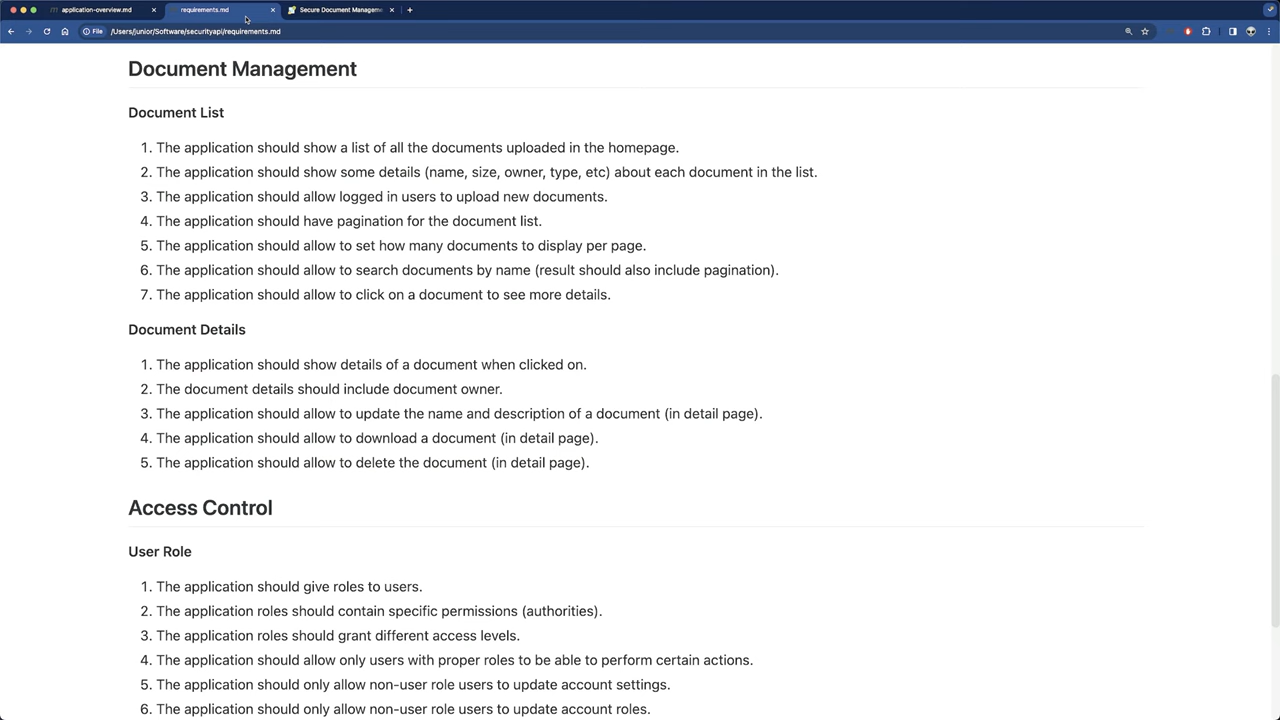 application-overview.md
requirements.md
Secure Document Managem
File
/Users/junior/Software/securityapi/requirements.md
Document Management
Document List
1. The application should show a list of all the documents uploaded in the homepage.
2. The application should show some details (name, size, owner, type, etc) about each document in the list.
3. The application should allow logged in users to upload new documents.
4. The application should have pagination for the document list.
5. The application should allow to set how many documents to display per page.
6. The application should allow to search documents by name (result should also include pagination).
7. The application should allow to click on a document to see more details.
Document Details
1. The application should show details of a document when clicked on.
2. The document details should include document owner.
3. The application should allow to update the name and description of a document (in detail page).
4. The application should allow to download a document (in detail page).
5. The application should allow to delete the document (in detail page).
Access Control
User Role
1. The application should give roles to users.
2. The application roles should contain specific permissions (authorities).
3. The application roles should grant different access levels.
4. The application should allow only users with proper roles to be able to perform certain actions.
5. The application should only allow non-user role users to update account settings.
6. The application should only allow non-user role users to update account roles.